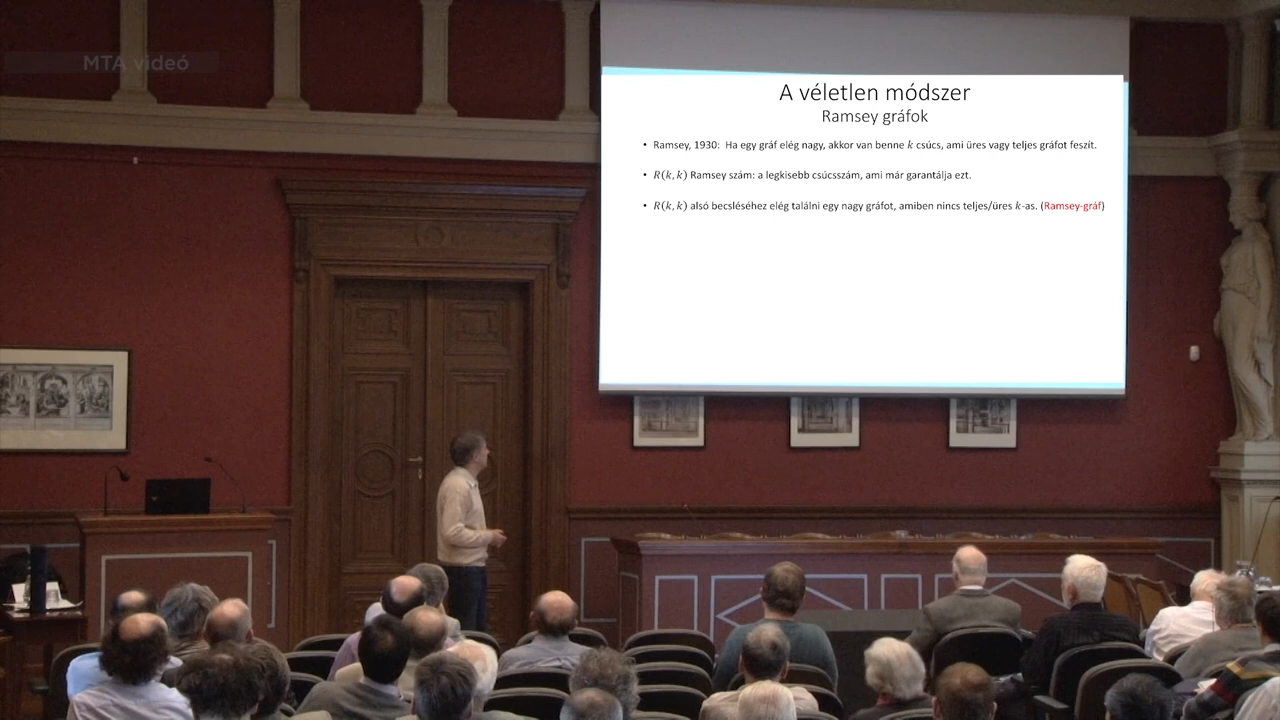 MTA videó
A véletlen módszer
Ramsey gráfok
• Ramsey, 1930: Ha egy gráf elég nagy, akkor van benne k csúcs, ami üres vagy teljes gráfot feszít.
• R(k, k) Ramsey szám: a legkisebb csúcsszám, ami már garantálja ezt.
• R(k, k) alsó becsléséhez elég találni egy nagy gráfot, amiben nincs teljes/üres k-as. (Ramsey-gráf)